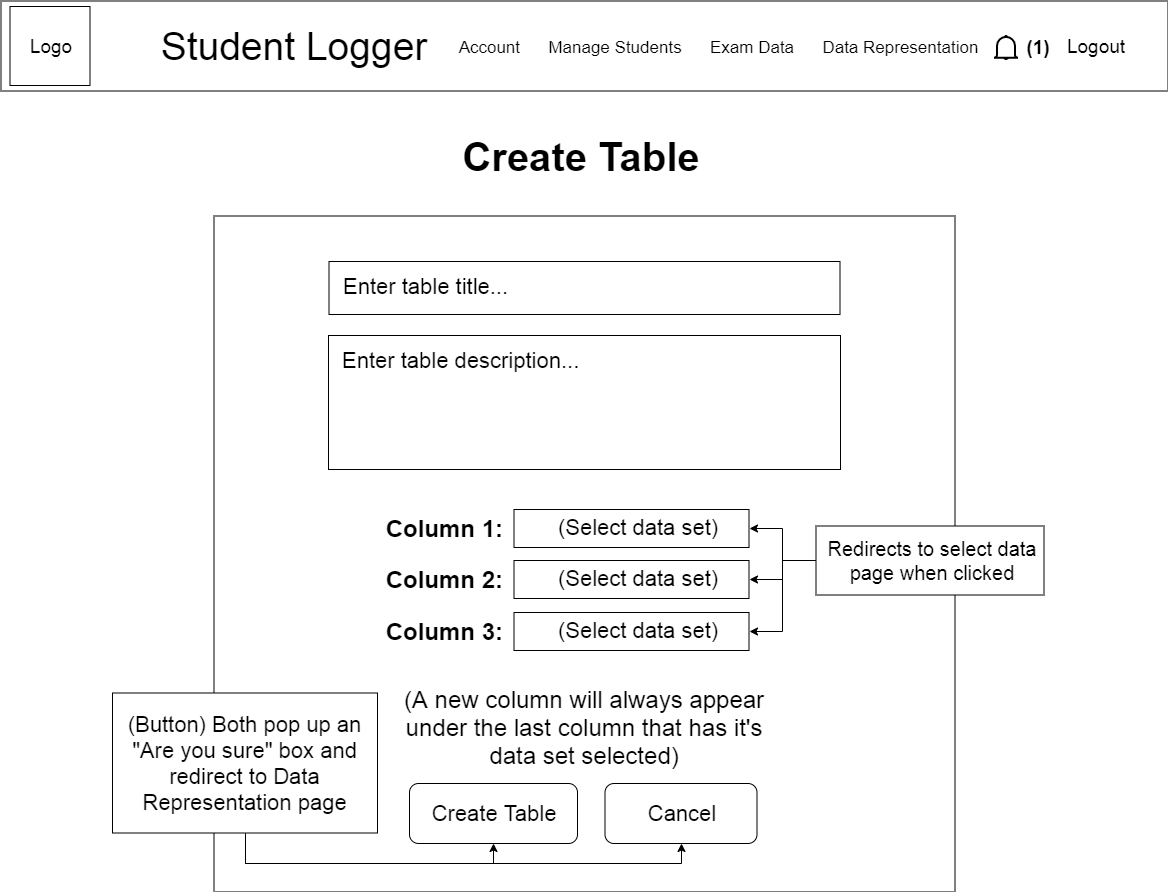 Logo
Student Logger
Account
Manage Students
Exam Data
Data Representation
(1)
Logout
Create Table
Enter table title...
Enter table description...
Column 1:
(Select data set)
Column 2:
(Select data set)
Column 3:
(Select data set)
Redirects to select data
page when clicked
(A new column will always appear
under the last column that has it's
data set selected)
(Button) Both pop up an
"Are you sure" box and
redirect to Data
Representation page
Create Table
Cancel